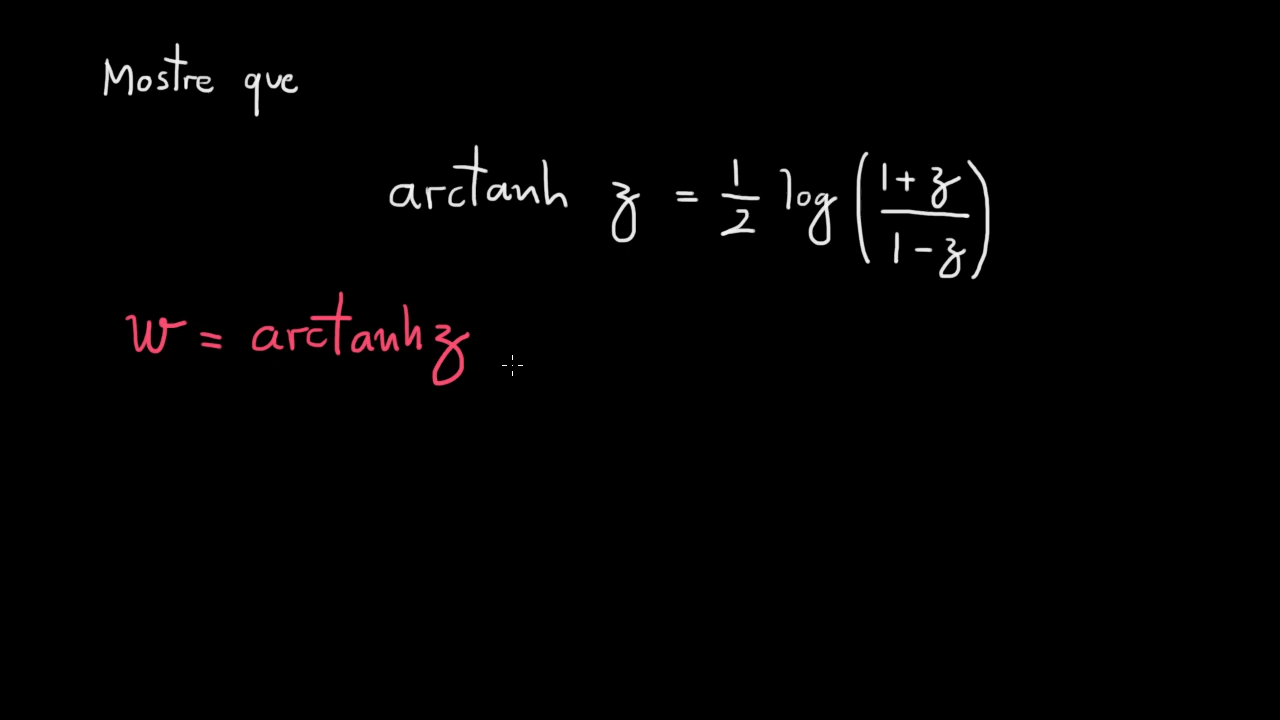 Mostre que
arctanh z = 1/2 log ( (1 + z)/(1 - z) )
w = arctanh z